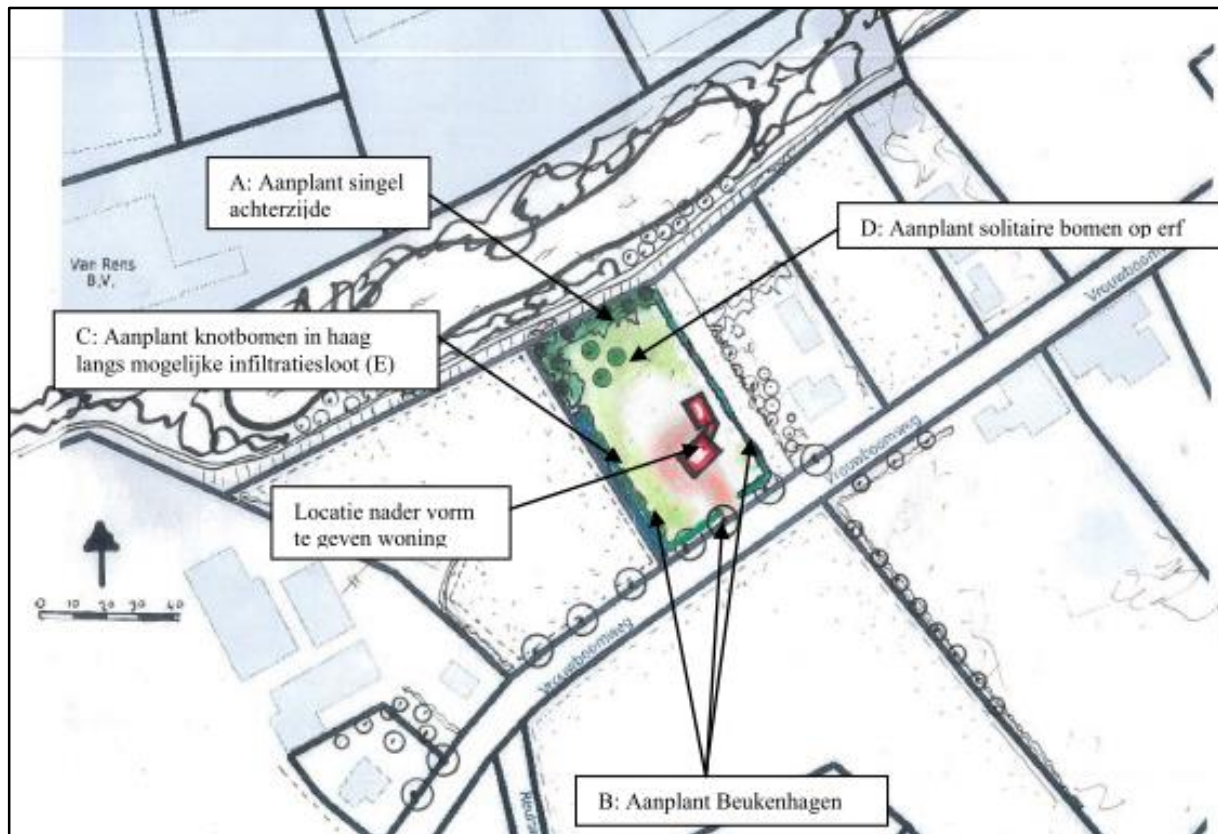 A: Aanplant singel
achterzijde
D: Aanplant solitaire bomen op erf
Van Rens
B.V.
C: Aanplant knotbomen in haag
langs mogelijke infiltratiesloot (E)
Vrouwboomweg
Locatie nader vorm
te geven woning
0 10 20 30 40
Vrouwboomweg
B: Aanplant Beukenhagen